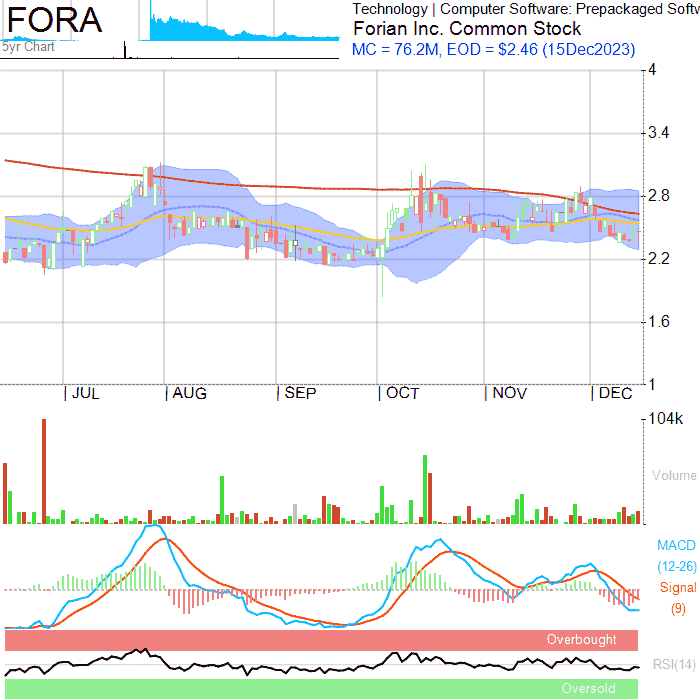 FORA
5yr Chart
Technology | Computer Software: Prepackaged Softw
Forian Inc. Common Stock
MC = 76.2M, EOD = $2.46 (15Dec2023)
4
3.4
2.8
2.2
1.6
1
| JUL | AUG | SEP | OCT | NOV | DEC
104k
Volume
MACD
(12-26)
Signal
(9)
Overbought
RSI(14)
Oversold